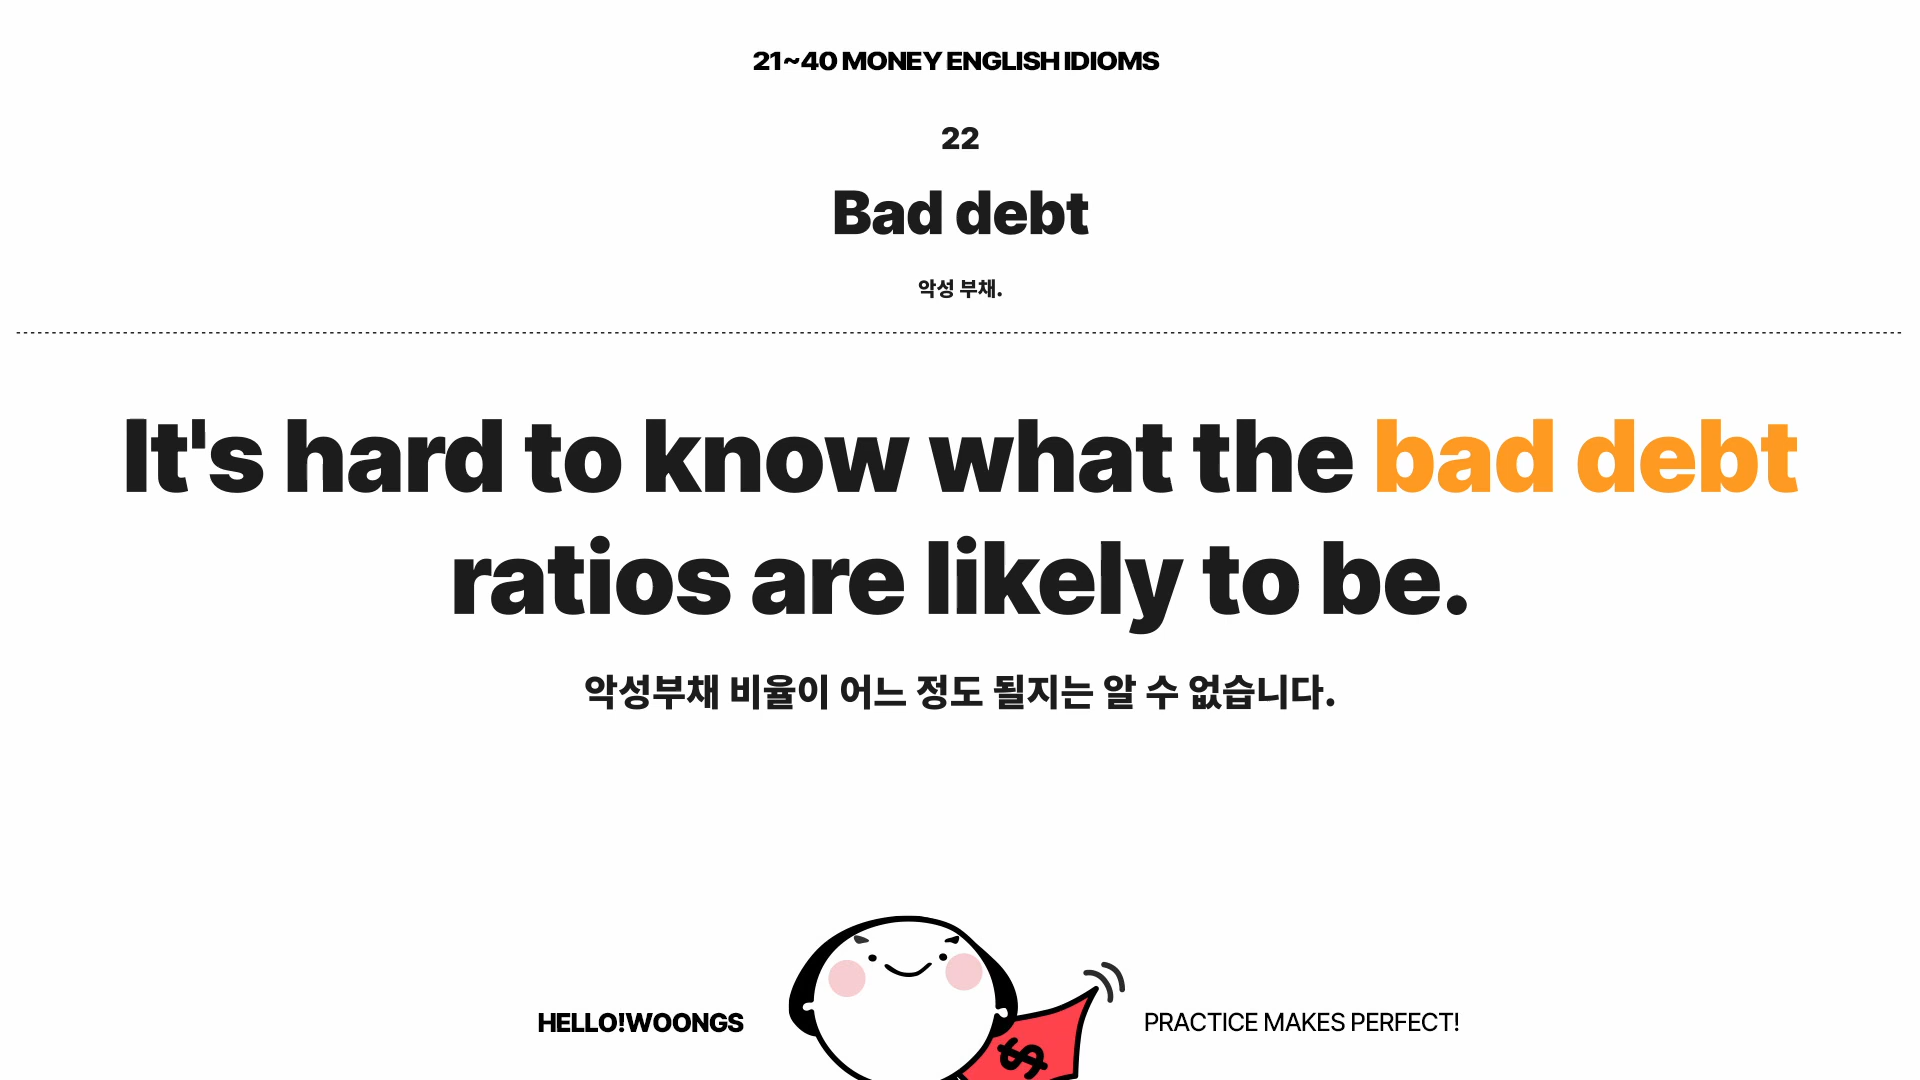 21~40 MONEY ENGLISH IDIOMS
22
Bad debt
악성 부채.
It's hard to know what the bad debt
ratios are likely to be.
악성부채 비율이 어느 정도 될지는 알 수 없습니다.
HELLO!WOONGS
$
PRACTICE MAKES PERFECT!